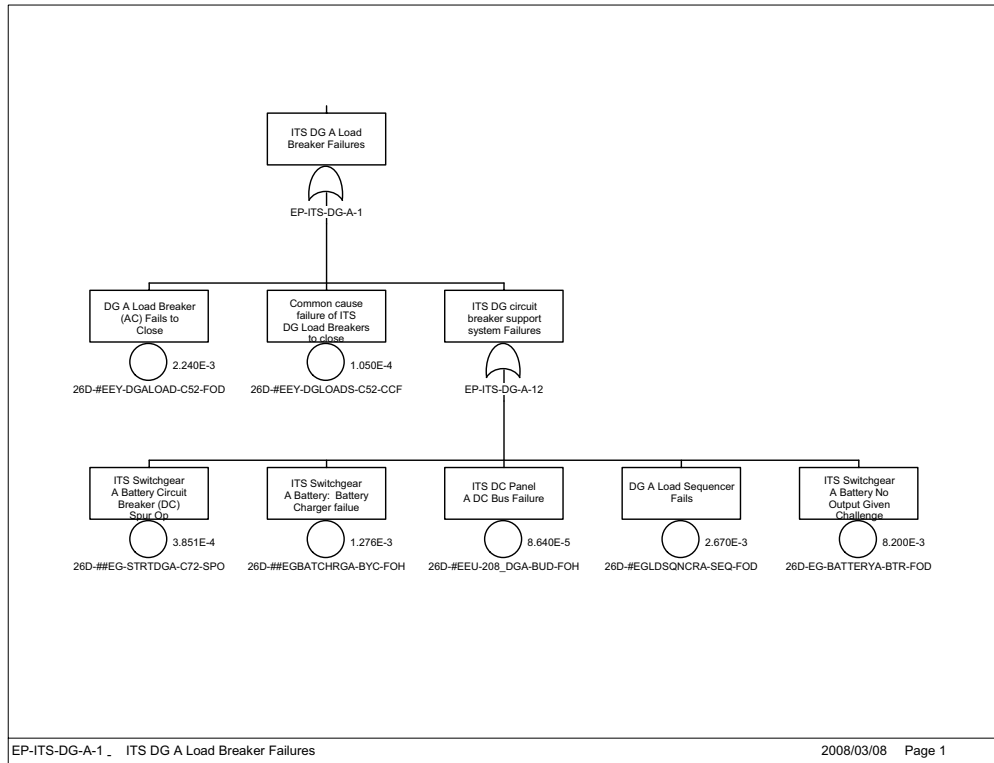 ITS DG A Load
Breaker Failures
EP-ITS-DG-A-1
DG A Load Breaker
(AC) Fails to
Close
2.240E-3
26D-#EEY-DGALOAD-C52-FOD
Common cause
failure of ITS
DG Load Breakers
to close
1.050E-4
26D-#EEY-DGLOADS-C52-CCF
ITS DG circuit
breaker support
system Failures
EP-ITS-DG-A-12
ITS Switchgear
A Battery Circuit
Breaker (DC)
Spur Op
3.851E-4
26D-##EG-STRTDGA-C72-SPO
ITS Switchgear
A Battery: Battery
Charger failue
1.276E-3
26D-##EGBATCHRGA-BYC-FOH
ITS DC Panel
A DC Bus Failure
8.640E-5
26D-#EEU-208_DGA-BUD-FOH
DG A Load Sequencer
Fails
2.670E-3
26D-#EGLDSQNCRA-SEQ-FOD
ITS Switchgear
A Battery No
Output Given
Challenge
8.200E-3
26D-EG-BATTERYA-BTR-FOD
EP-ITS-DG-A-1 _ ITS DG A Load Breaker Failures
2008/03/08 Page 1